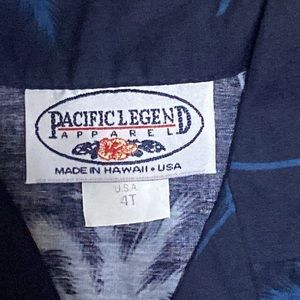 PACIFIC LEGEND
APPAREL
MADE IN HAWAII • USA
U.S.A.
4T